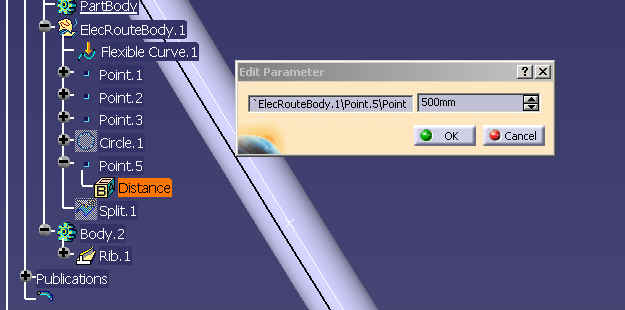 PartBody
ElecRouteBody.1
Flexible Curve.1
Point.1
Point.2
Point.3
Circle.1
Point.5
Distance
Split.1
Body.2
Rib.1
Publications
Edit Parameter
`ElecRouteBody.1\Point.5\Point
500mm
OK
Cancel